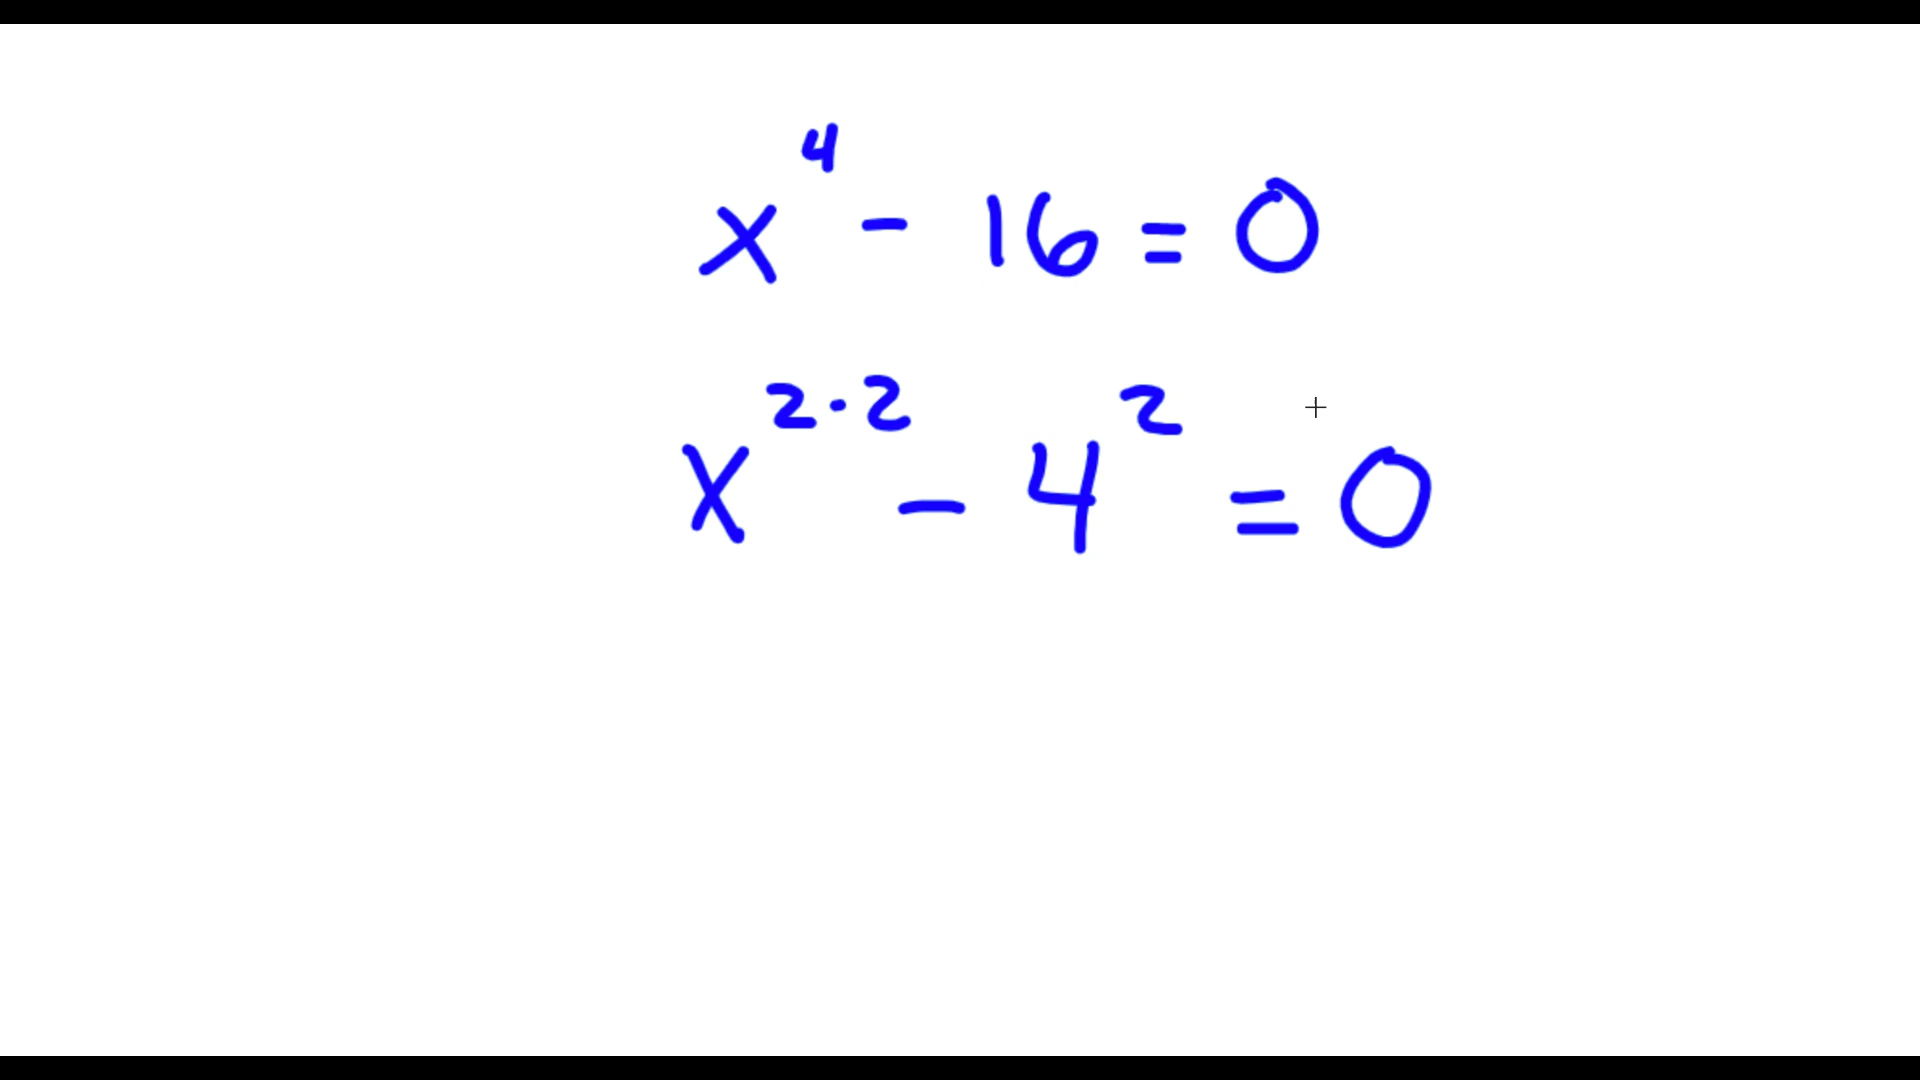 x⁴ - 16 = 0
x²·² - 4² = 0